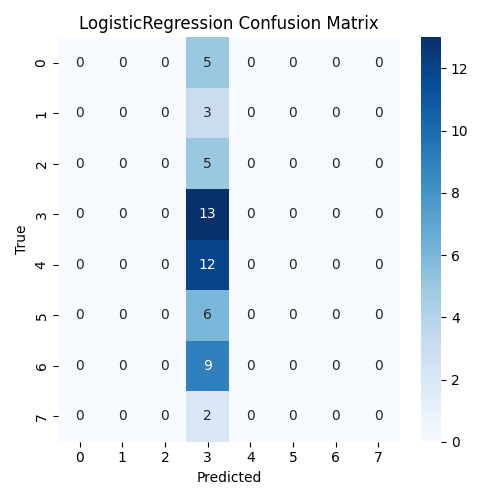 LogisticRegression Confusion Matrix
0 0 0 0 5 0 0 0 0
1 0 0 0 3 0 0 0 0
2 0 0 0 5 0 0 0 0
3 0 0 0 13 0 0 0 0
4 0 0 0 12 0 0 0 0
5 0 0 0 6 0 0 0 0
6 0 0 0 9 0 0 0 0
7 0 0 0 2 0 0 0 0
0 1 2 3 4 5 6 7
Predicted
True
12
10
8
6
4
2
0